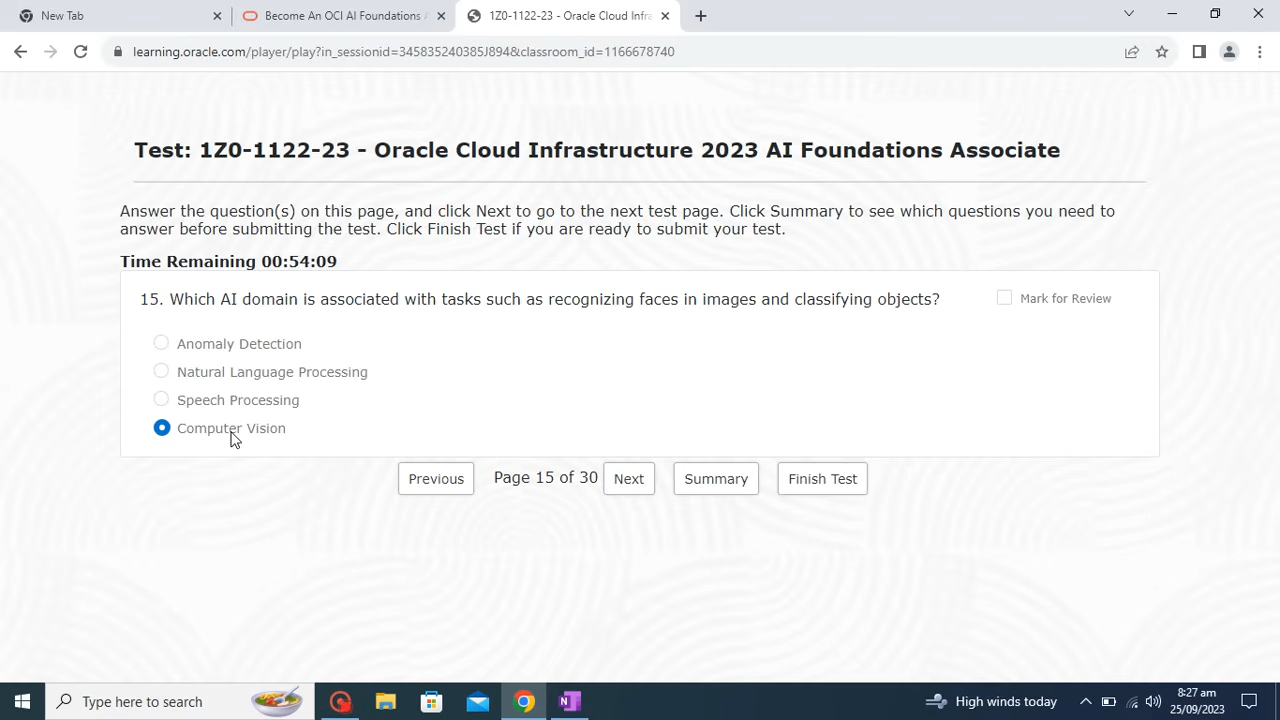 New Tab
Become An OCI AI Foundations A
1Z0-1122-23 - Oracle Cloud Infra
learning.oracle.com/player/play?in_sessionid=345835240385J894&classroom_id=1166678740
Test: 1Z0-1122-23 - Oracle Cloud Infrastructure 2023 AI Foundations Associate
Answer the question(s) on this page, and click Next to go to the next test page. Click Summary to see which questions you need to
answer before submitting the test. Click Finish Test if you are ready to submit your test.
Time Remaining 00:54:09
15. Which AI domain is associated with tasks such as recognizing faces in images and classifying objects?
Mark for Review
Anomaly Detection
Natural Language Processing
Speech Processing
Computer Vision
Previous Page 15 of 30 Next Summary Finish Test
Type here to search
High winds today
8:27 am
25/09/2023